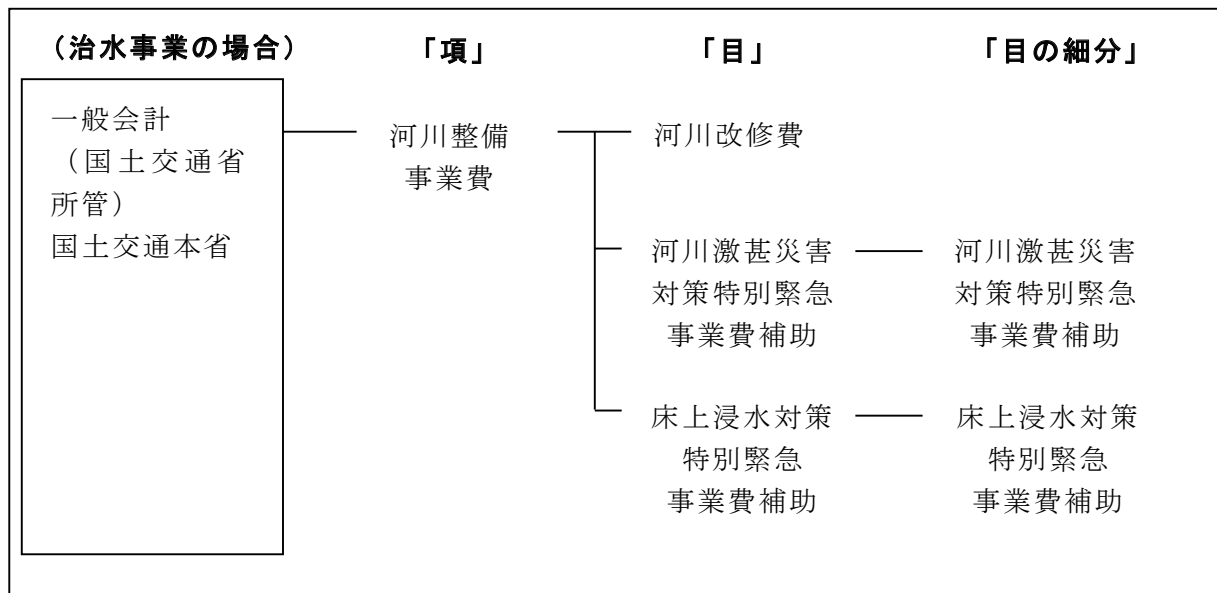 （治水事業の場合）
「項」
「目」
「目の細分」
一般会計
（国土交通省
所管）
国土交通本省
河川整備
事業費
河川改修費
河川激甚災害
対策特別緊急
事業費補助
河川激甚災害
対策特別緊急
事業費補助
床上浸水対策
特別緊急
事業費補助
床上浸水対策
特別緊急
事業費補助